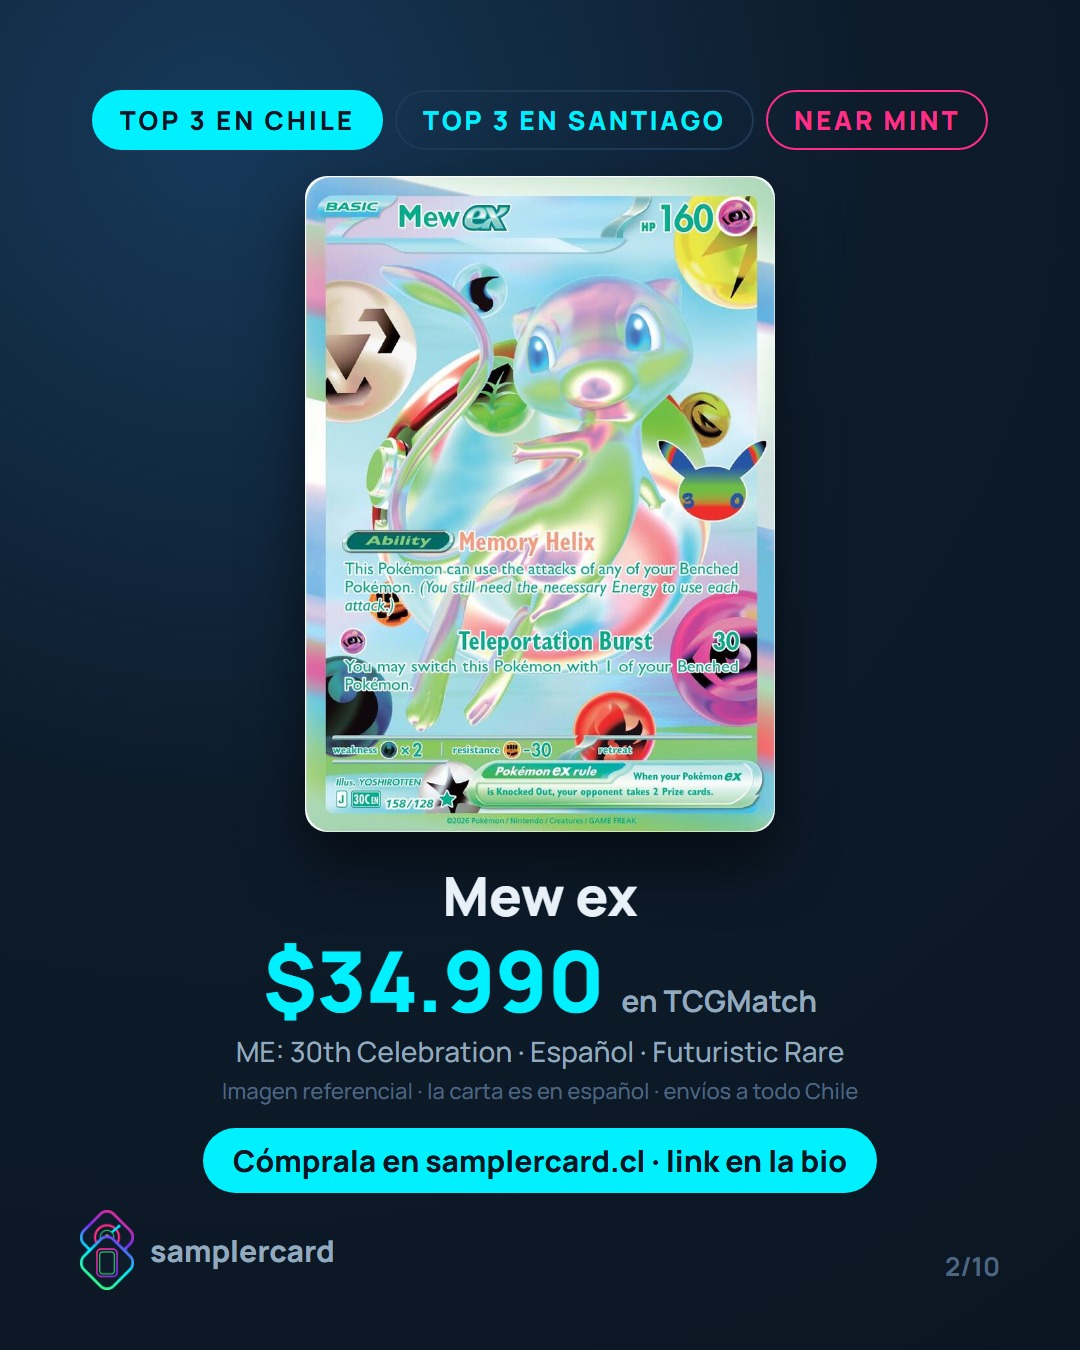 TOP 3 EN CHILE
TOP 3 EN SANTIAGO
NEAR MINT
BASIC
Mew ex
HP 160
30
Ability Memory Helix
This Pokémon can use the attacks of any of your Benched
Pokémon. (You still need the necessary Energy to use each
attack.)
Teleportation Burst 30
You may switch this Pokémon with 1 of your Benched
Pokémon.
weakness ×2 resistance -30 retreat
Pokémon ex rule
When your Pokémon ex
is Knocked Out, your opponent takes 2 Prize cards.
Illus. YOSHIROTTEN
J 30C EN 158/128
©2026 Pokémon / Nintendo / Creatures / GAME FREAK
Mew ex
$34.990 en TCGMatch
ME: 30th Celebration · Español · Futuristic Rare
Imagen referencial · la carta es en español · envíos a todo Chile
Cómprala en samplercard.cl · link en la bio
samplercard
2/10